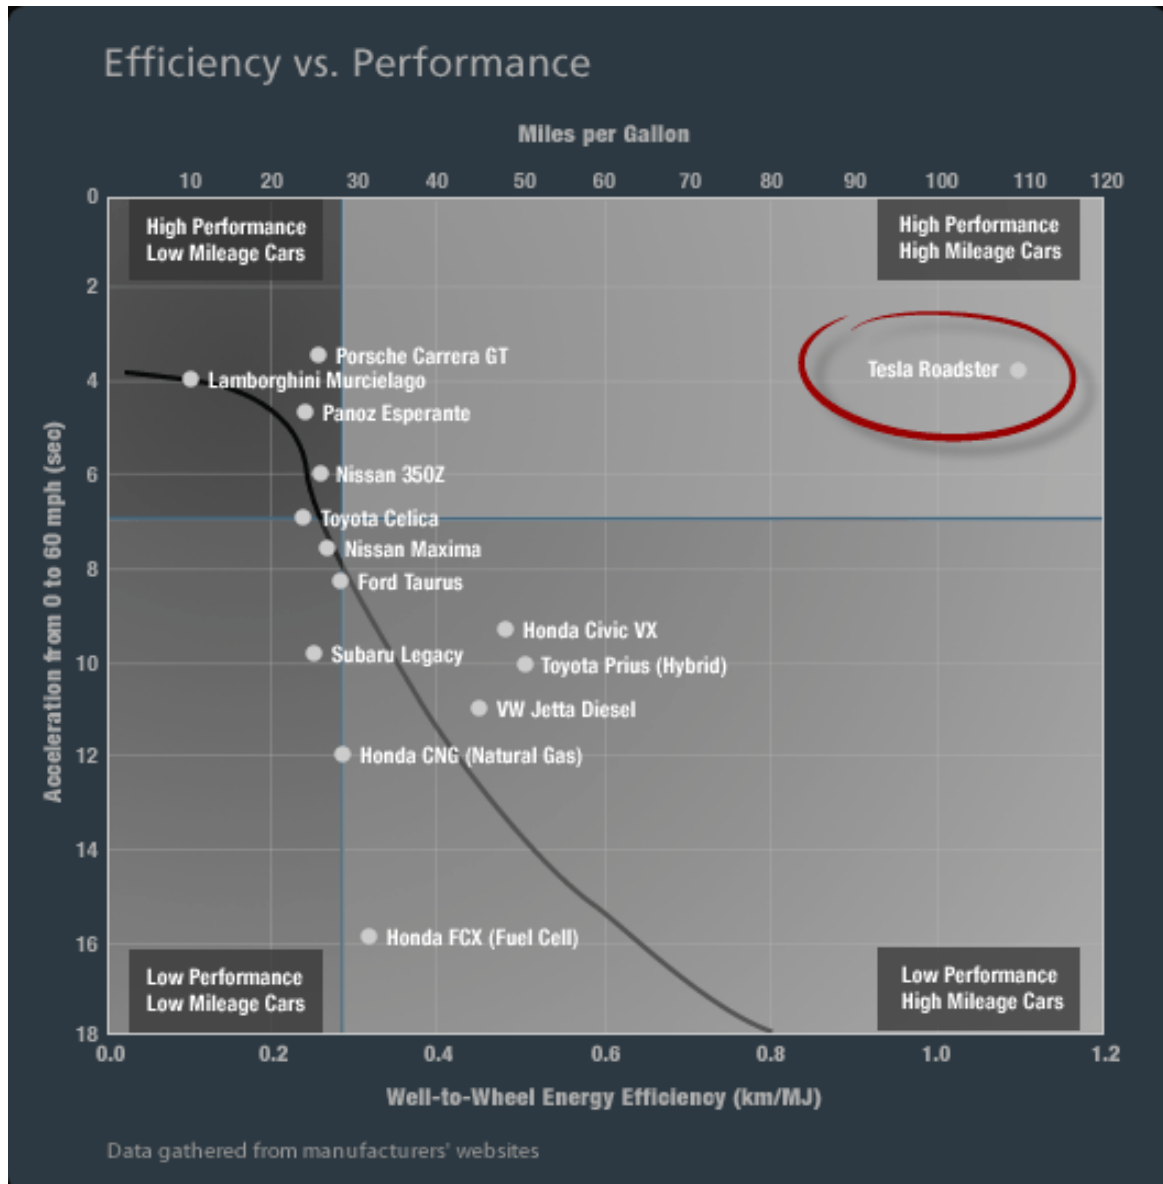 Efficiency vs. Performance
Miles per Gallon
10 20 30 40 50 60 70 80 90 100 110 120
0
High Performance
Low Mileage Cars
High Performance
High Mileage Cars
2
Porsche Carrera GT
Tesla Roadster
4
Lamborghini Murcielago
Panoz Esperante
6
Nissan 350Z
Toyota Celica
Nissan Maxima
8
Ford Taurus
Honda Civic VX
10
Subaru Legacy
Toyota Prius (Hybrid)
VW Jetta Diesel
12
Honda CNG (Natural Gas)
14
16
Honda FCX (Fuel Cell)
Low Performance
Low Mileage Cars
Low Performance
High Mileage Cars
18
Acceleration from 0 to 60 mph (sec)
0.0 0.2 0.4 0.6 0.8 1.0 1.2
Well-to-Wheel Energy Efficiency (km/MJ)
Data gathered from manufacturers' websites